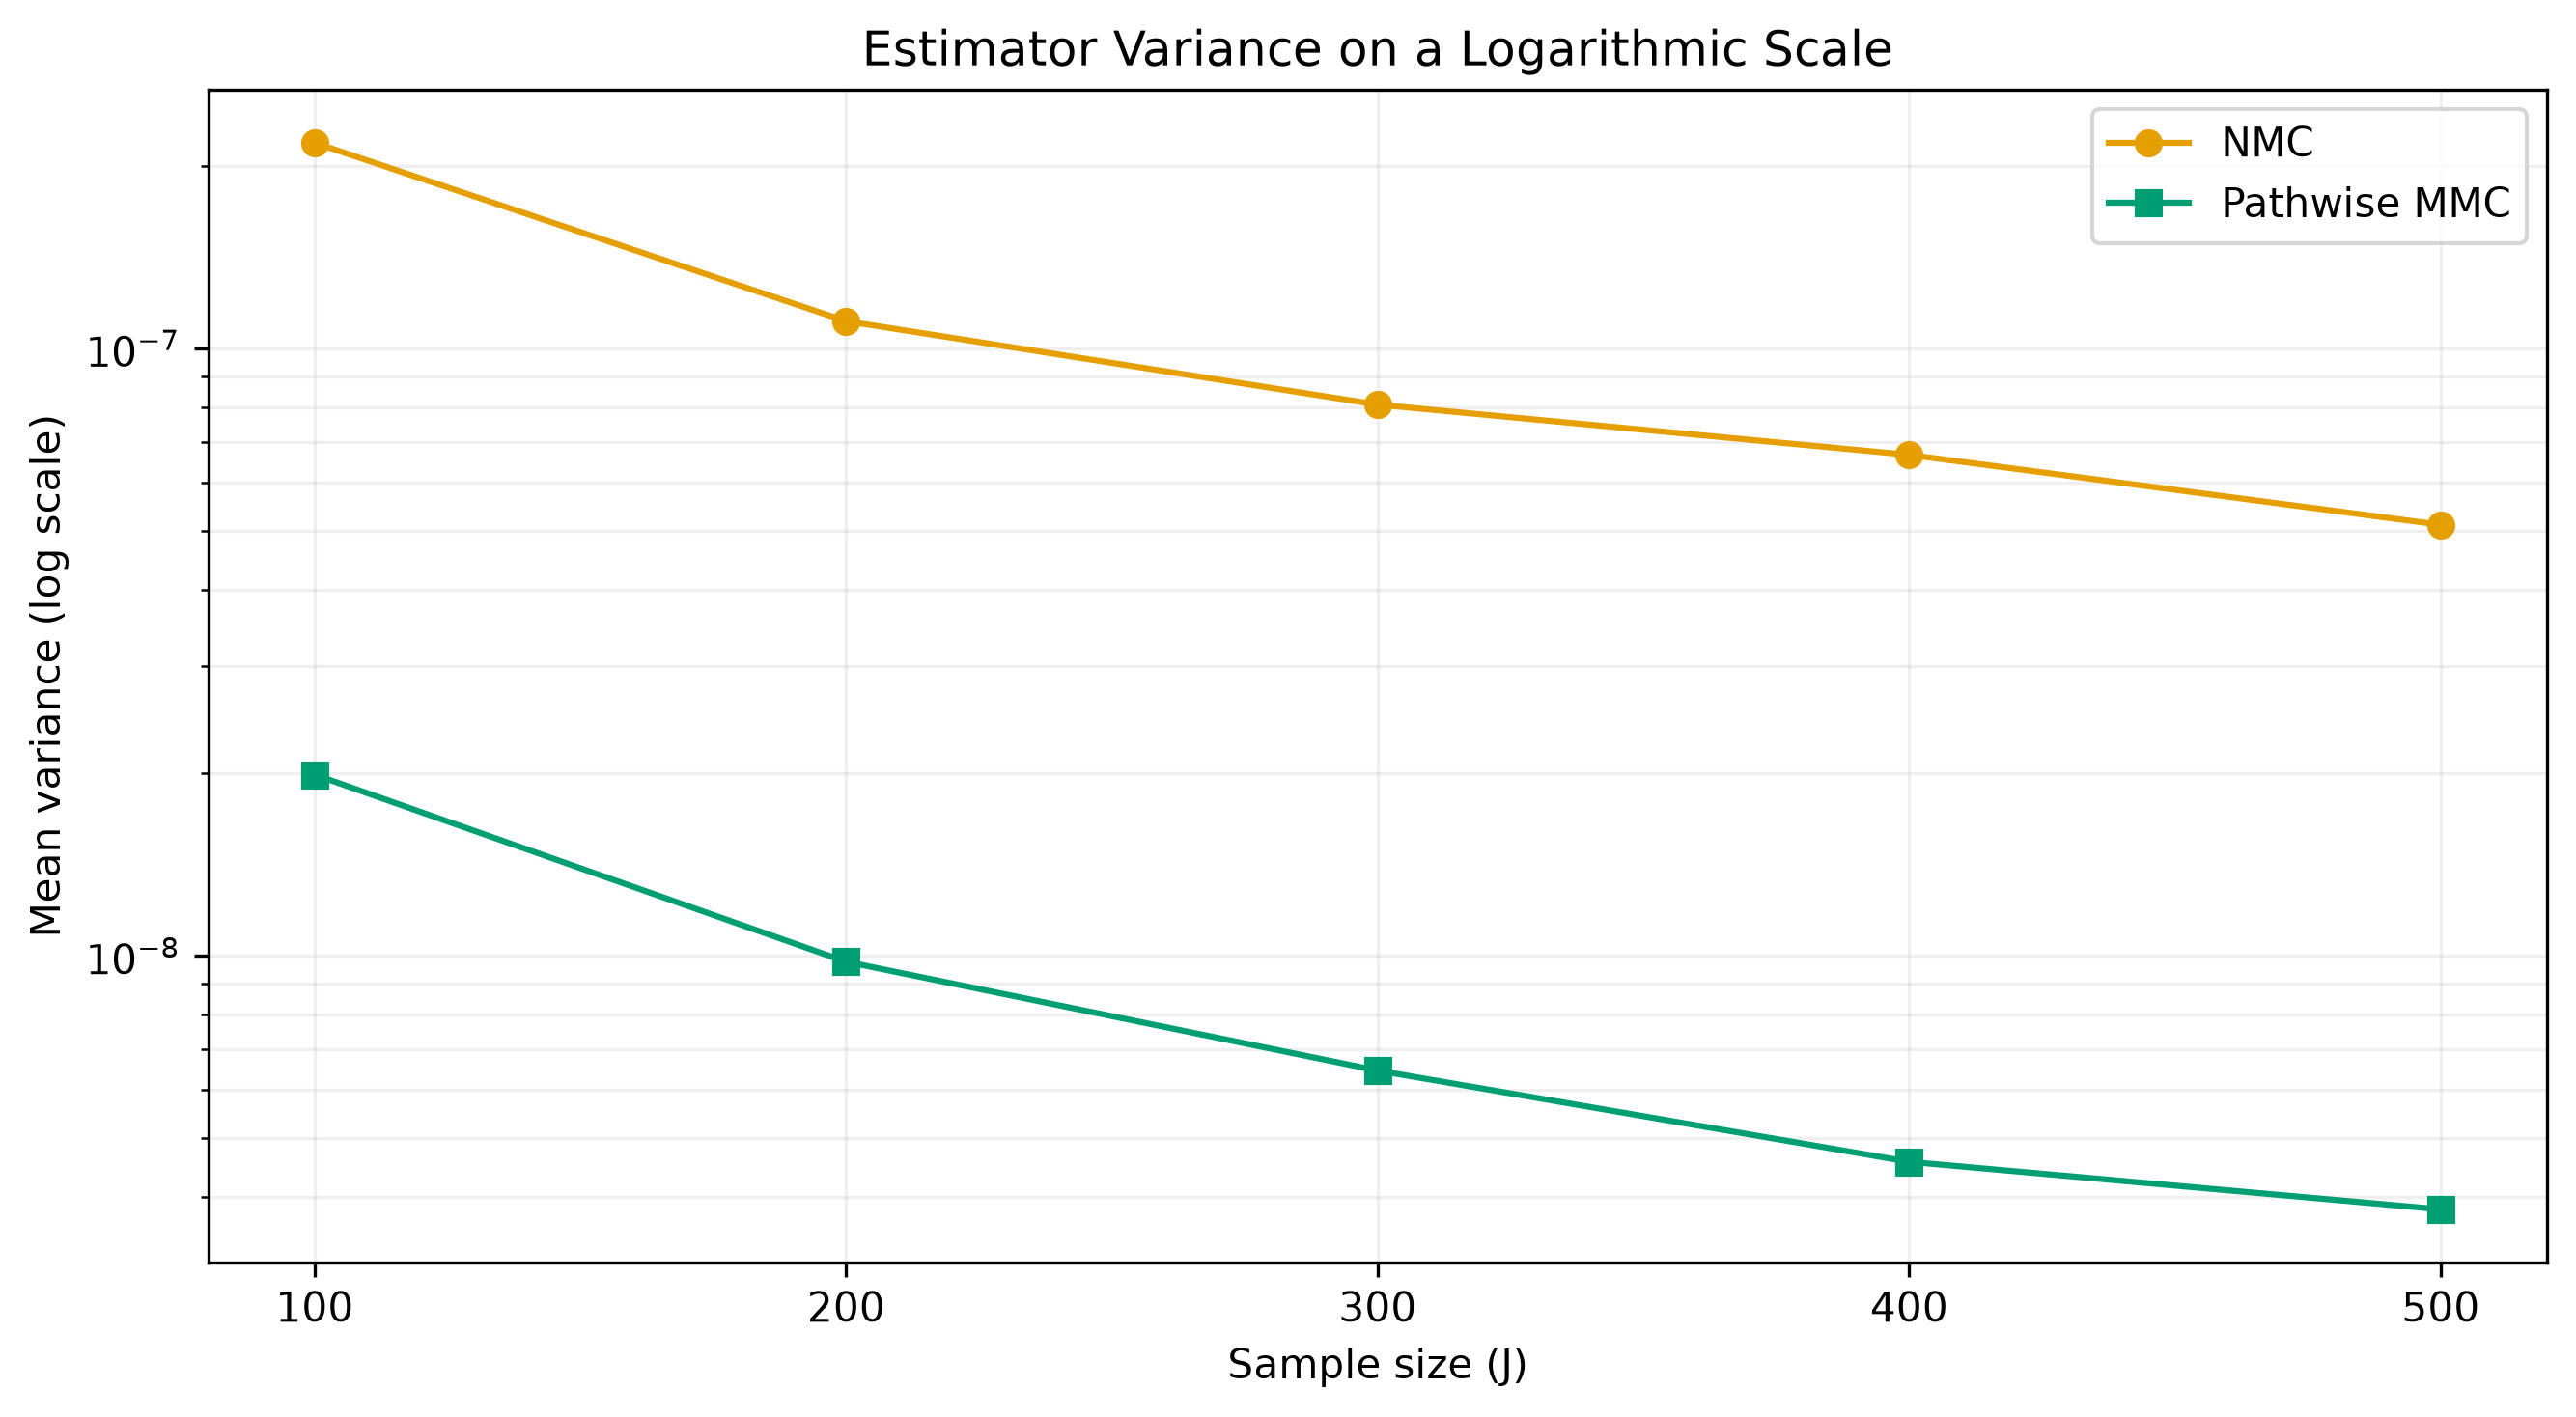 Estimator Variance on a Logarithmic Scale
NMC
Pathwise MMC
Mean variance (log scale)
10⁻⁷
10⁻⁸
100 200 300 400 500
Sample size (J)